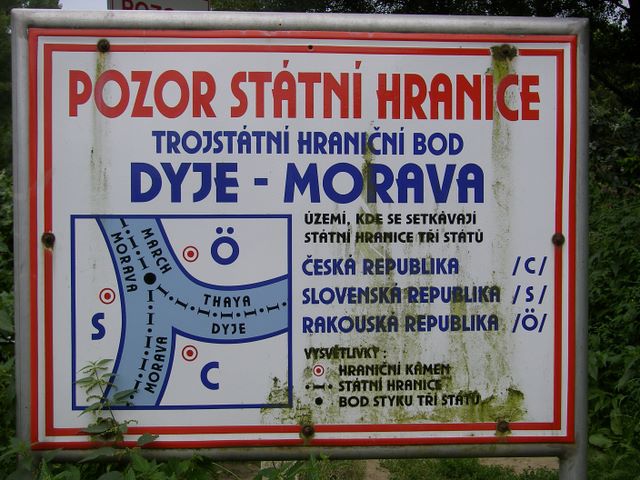 POZOR STÁTNÍ HRANICE
TROJSTÁTNÍ HRANIČNÍ BOD
DYJE - MORAVA
ÚZEMÍ, KDE SE SETKÁVAJÍ
STÁTNÍ HRANICE TŘÍ STÁTŮ
ČESKÁ REPUBLIKA /C/
SLOVENSKÁ REPUBLIKA /S/
RAKOUSKÁ REPUBLIKA /Ö/
VYSVĚTLIVKY :
HRANIČNÍ KÁMEN
STÁTNÍ HRANICE
BOD STYKU TŘÍ STÁTŮ
MARCH
MORAVA
Ö
THAYA
DYJE
S
MORAVA
C